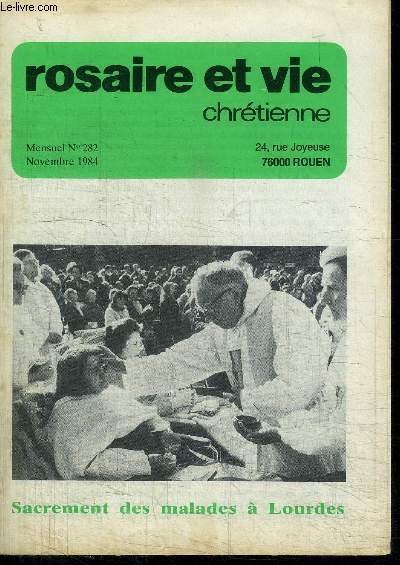 Le-livre.com
rosaire et vie
chrétienne
Mensuel N° 282
Novembre 1984
24, rue Joyeuse
76000 ROUEN
Sacrement des malades à Lourdes